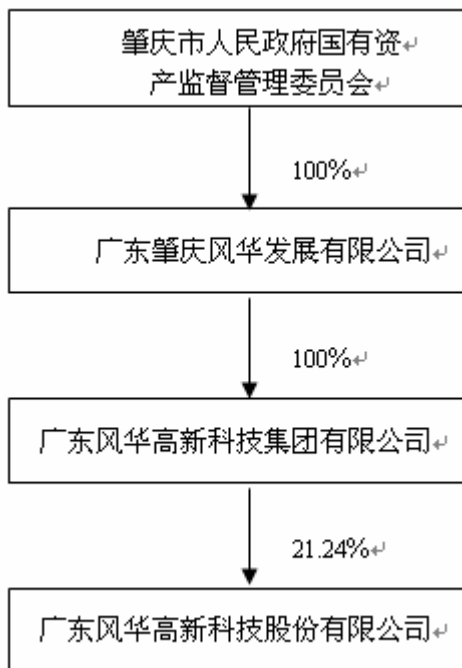 肇庆市人民政府国有资
产监督管理委员会
100%
广东肇庆风华发展有限公司
100%
广东风华高新科技集团有限公司
21.24%
广东风华高新科技股份有限公司